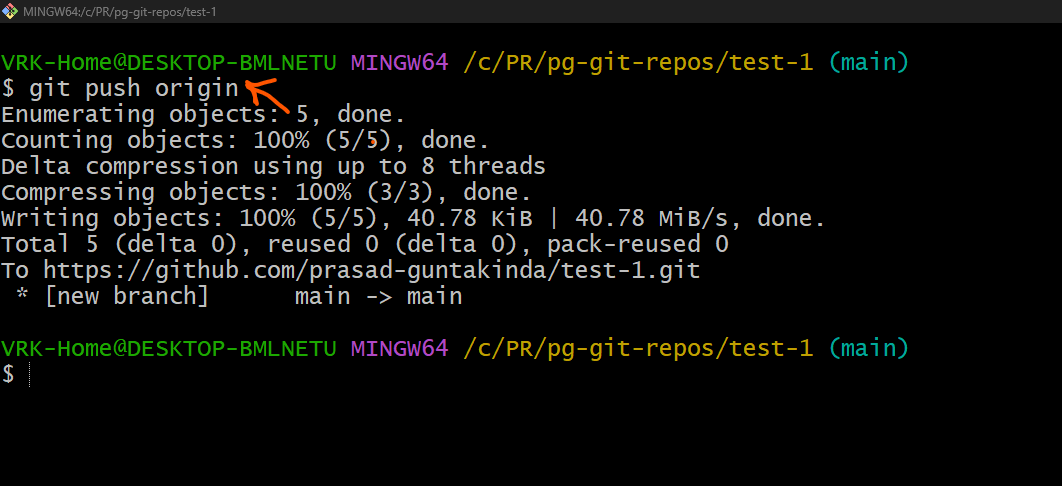 MINGW64:/c/PR/pg-git-repos/test-1
VRK-Home@DESKTOP-BMLNETU MINGW64 /c/PR/pg-git-repos/test-1 (main)
$ git push origin
Enumerating objects: 5, done.
Counting objects: 100% (5/5), done.
Delta compression using up to 8 threads
Compressing objects: 100% (3/3), done.
Writing objects: 100% (5/5), 40.78 KiB | 40.78 MiB/s, done.
Total 5 (delta 0), reused 0 (delta 0), pack-reused 0
To https://github.com/prasad-guntakinda/test-1.git
 * [new branch]      main -> main
VRK-Home@DESKTOP-BMLNETU MINGW64 /c/PR/pg-git-repos/test-1 (main)
$